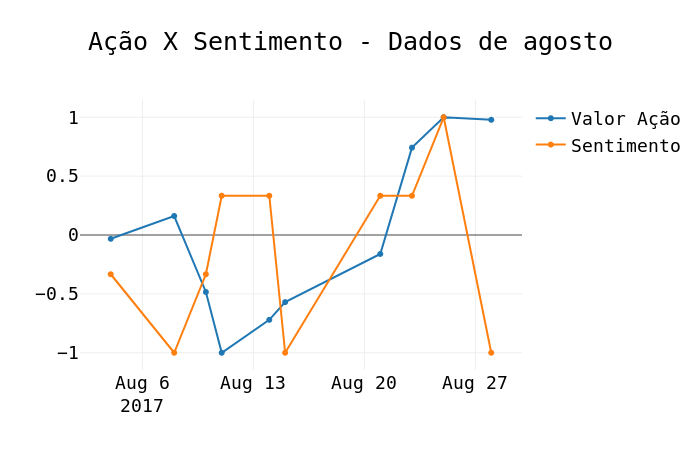 Ação X Sentimento - Dados de agosto
Valor Ação
Sentimento
1
0.5
0
−0.5
−1
Aug 6
2017
Aug 13
Aug 20
Aug 27